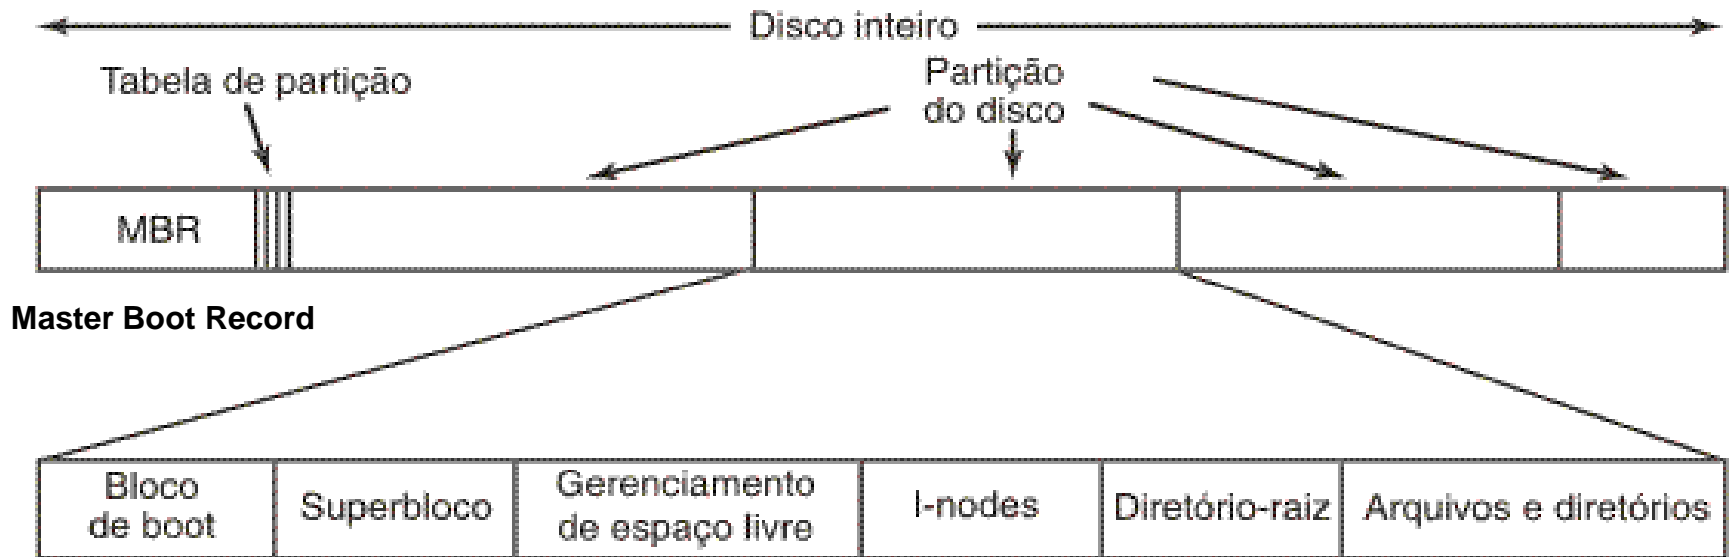 Disco inteiro
Tabela de partição
Partição
do disco
MBR
Master Boot Record
Bloco
de boot
Superbloco
Gerenciamento
de espaço livre
I-nodes
Diretório-raiz
Arquivos e diretórios